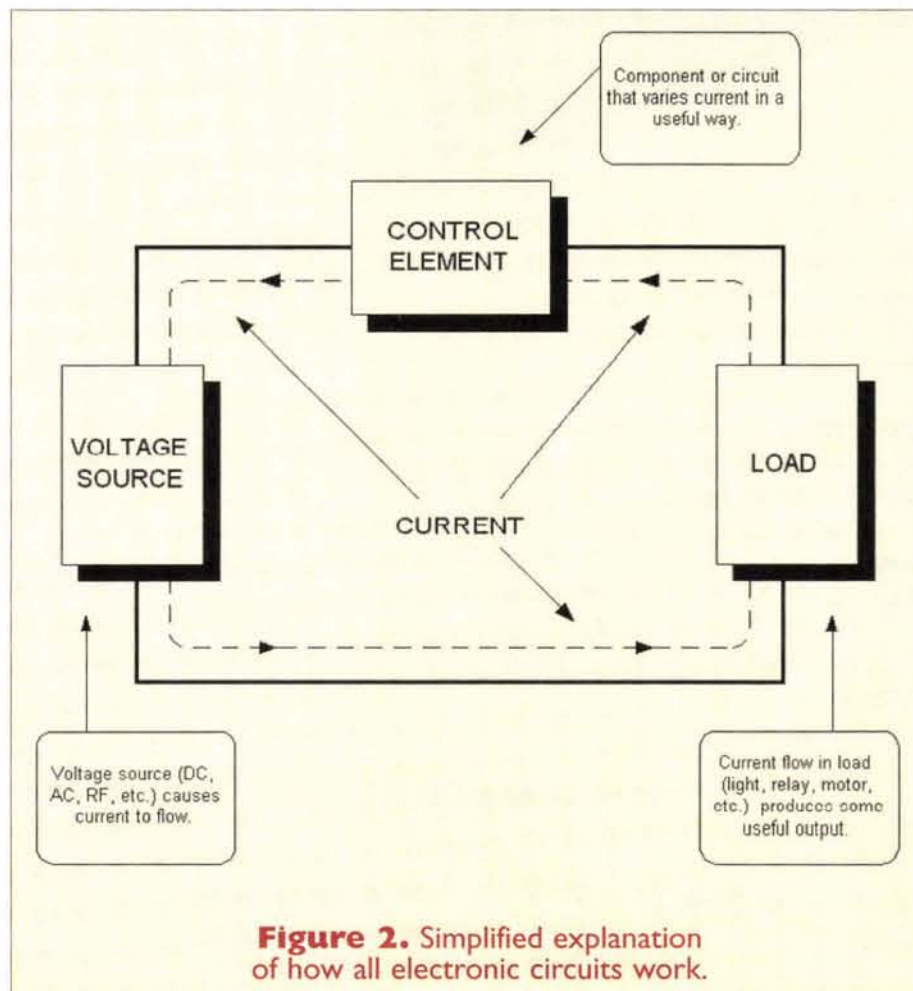 Component or circuit
that varies current in a
useful way.
CONTROL
ELEMENT
VOLTAGE
SOURCE
LOAD
CURRENT
Voltage source (DC,
AC, RF, etc.) causes
current to flow.
Current flow in load
(light, relay, motor,
etc.) produces some
useful output.
Figure 2. Simplified explanation
of how all electronic circuits work.